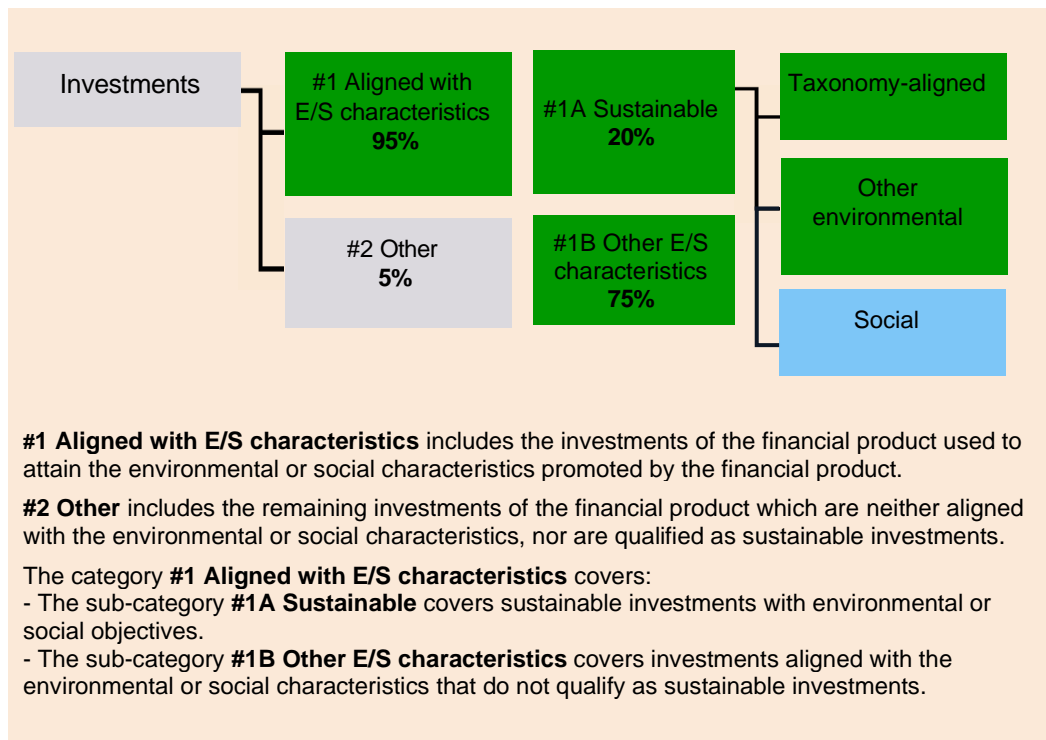 Investments
#1 Aligned with
E/S characteristics
95%
#2 Other
5%
#1A Sustainable
20%
#1B Other E/S
characteristics
75%
Taxonomy-aligned
Other
environmental
Social
#1 Aligned with E/S characteristics includes the investments of the financial product used to
attain the environmental or social characteristics promoted by the financial product.
#2 Other includes the remaining investments of the financial product which are neither aligned
with the environmental or social characteristics, nor are qualified as sustainable investments.
The category #1 Aligned with E/S characteristics covers:
- The sub-category #1A Sustainable covers sustainable investments with environmental or
social objectives.
- The sub-category #1B Other E/S characteristics covers investments aligned with the
environmental or social characteristics that do not qualify as sustainable investments.